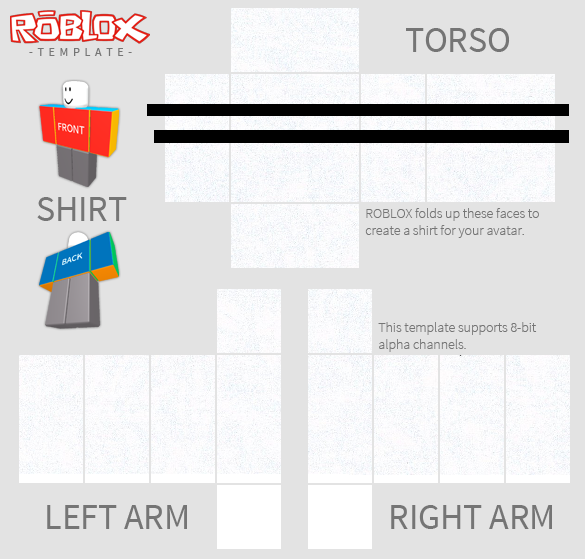 ROBLOX
-TEMPLATE-
TORSO
FRONT
SHIRT
ROBLOX folds up these faces to
create a shirt for your avatar.
BACK
This template supports 8-bit
alpha channels.
LEFT ARM
RIGHT ARM